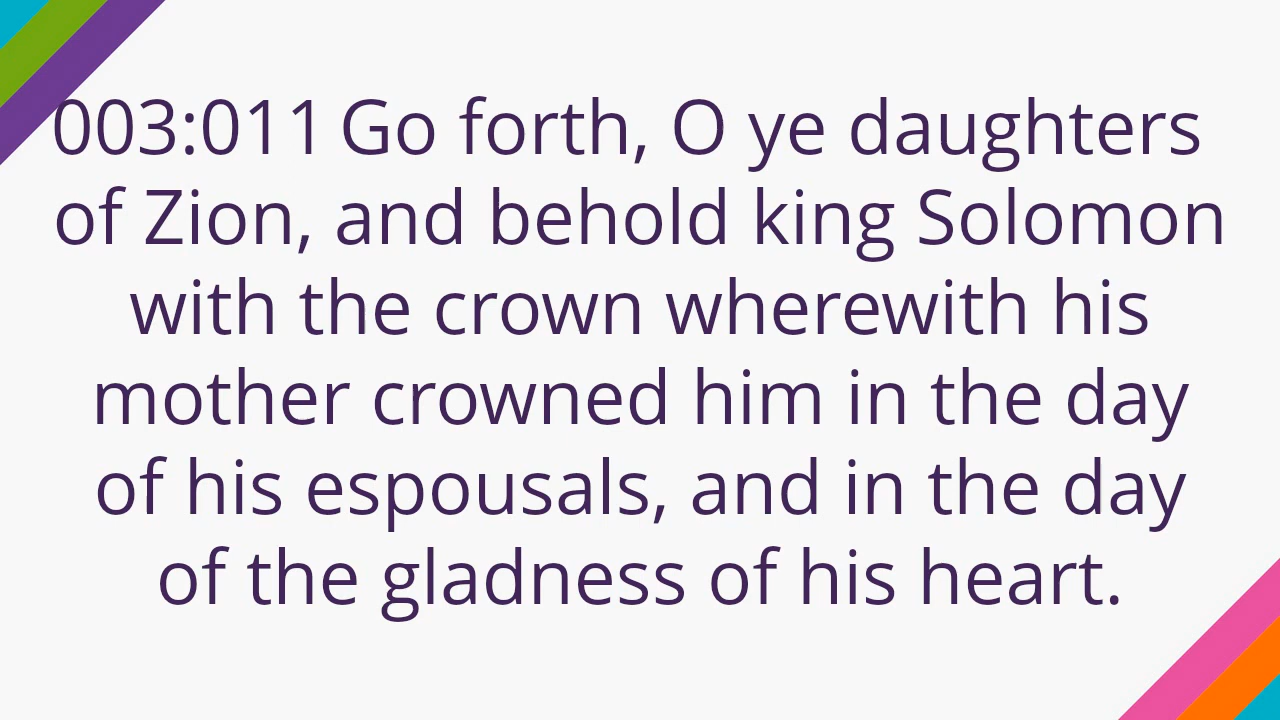 003:011 Go forth, O ye daughters
of Zion, and behold king Solomon
with the crown wherewith his
mother crowned him in the day
of his espousals, and in the day
of the gladness of his heart.